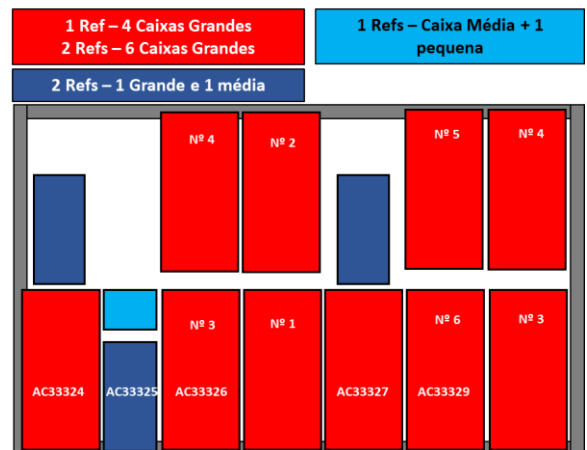 1 Ref – 4 Caixas Grandes
2 Refs – 6 Caixas Grandes
1 Refs – Caixa Média + 1
pequena
2 Refs – 1 Grande e 1 média
Nº 4
Nº 2
Nº 5
Nº 4
Nº 3
Nº 1
Nº 6
Nº 3
AC33324
AC33325
AC33326
AC33327
AC33329